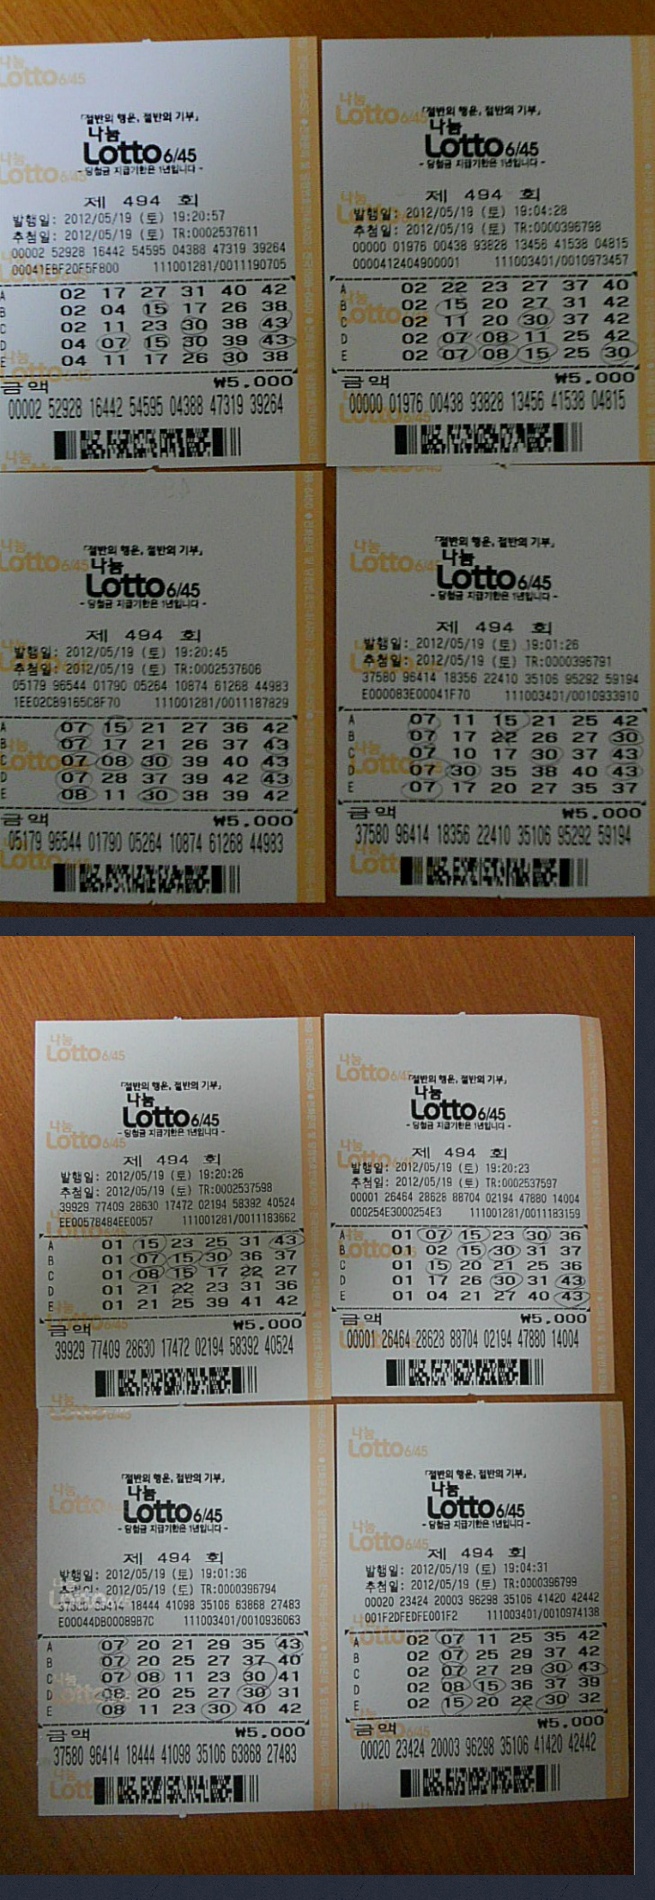 「절반의 행운, 절반의 기부」
나눔
Lotto 6/45
- 당첨금 지급기한은 1년입니다 -
제 494 회
발행일: 2012/05/19 (토) 19:20:57
추첨일: 2012/05/19 (토) TR:0002537611
00002 52928 16442 54595 04388 47319 39264
00041EBF20F5F800 111001281/0011190705
A 02 17 27 31 40 42
B 02 04 15 17 26 38
C 02 11 23 30 38 43
D 04 07 15 30 39 43
E 04 11 17 26 30 38
금액 ₩5.000
00002 52928 16442 54595 04388 47319 39264
「절반의 행운, 절반의 기부」
나눔
Lotto 6/45
- 당첨금 지급기한은 1년입니다 -
제 494 회
발행일: 2012/05/19 (토) 19:04:28
추첨일: 2012/05/19 (토) TR:0000396798
00000 01976 00438 93828 13456 41538 04815
0000412404900001 111003401/0010973457
A 02 22 23 27 37 40
B 02 15 20 27 31 42
C 02 11 20 30 37 42
D 02 07 08 11 25 42
E 02 07 08 15 25 30
금액 ₩5.000
00000 01976 00438 93828 13456 41538 04815
「절반의 행운, 절반의 기부」
나눔
Lotto 6/45
- 당첨금 지급기한은 1년입니다 -
제 494 회
발행일: 2012/05/19 (토) 19:20:45
추첨일: 2012/05/19 (토) TR:0002537606
05179 96544 01790 05264 10874 61268 44983
1EE02C89165C8F70 111001281/0011187829
A 07 15 21 27 36 42
B 07 17 21 26 37 43
C 07 08 30 39 40 43
D 07 28 37 39 42 43
E 08 11 30 38 39 42
금액 ₩5.000
05179 96544 01790 05264 10874 61268 44983
「절반의 행운, 절반의 기부」
나눔
Lotto 6/45
- 당첨금 지급기한은 1년입니다 -
제 494 회
발행일: 2012/05/19 (토) 19:01:26
추첨일: 2012/05/19 (토) TR:0000396791
37580 96414 18356 22410 35106 95292 59194
E000083E00041F70 111003401/0010933910
A 07 11 15 21 25 42
B 07 17 22 26 27 30
C 07 10 17 30 37 43
D 07 30 35 38 40 43
E 07 17 20 27 35 37
금액 ₩5.000
37580 96414 18356 22410 35106 95292 59194
「절반의 행운, 절반의 기부」
나눔
Lotto 6/45
- 당첨금 지급기한은 1년입니다 -
제 494 회
발행일: 2012/05/19 (토) 19:20:26
추첨일: 2012/05/19 (토) TR:0002537598
39929 77409 28630 17472 02194 58392 40524
EE00578484EE0057 111001281/0011183662
A 01 15 23 25 31 43
B 01 07 15 30 36 37
C 01 08 15 17 22 27
D 01 21 22 23 31 36
E 01 21 25 39 41 42
금액 ₩5.000
39929 77409 28630 17472 02194 58392 40524
「절반의 행운, 절반의 기부」
나눔
Lotto 6/45
- 당첨금 지급기한은 1년입니다 -
제 494 회
발행일: 2012/05/19 (토) 19:20:23
추첨일: 2012/05/19 (토) TR:0002537597
00001 26464 28628 88704 02194 47880 14004
000254E3000254E3 111001281/0011183159
A 01 07 15 23 30 36
B 01 02 15 30 31 37
C 01 15 20 21 25 36
D 01 17 26 30 31 43
E 01 04 21 27 40 43
금액 ₩5.000
00001 26464 28628 88704 02194 47880 14004
「절반의 행운, 절반의 기부」
나눔
Lotto 6/45
- 당첨금 지급기한은 1년입니다 -
제 494 회
발행일: 2012/05/19 (토) 19:01:36
추첨일: 2012/05/19 (토) TR:0000396794
37580 96414 18444 41098 35106 63868 27483
E00044DB0008987C 111003401/0010936063
A 07 20 21 29 35 43
B 07 20 25 27 37 40
C 07 08 11 23 30 41
D 08 20 25 27 30 31
E 08 11 23 30 40 42
금액 ₩5.000
37580 96414 18444 41098 35106 63868 27483
「절반의 행운, 절반의 기부」
나눔
Lotto 6/45
- 당첨금 지급기한은 1년입니다 -
제 494 회
발행일: 2012/05/19 (토) 19:04:31
추첨일: 2012/05/19 (토) TR:0000396799
00020 23424 20003 96298 35106 41420 42442
001F2DFEDFE001F2 111003401/0010974138
A 02 07 11 25 35 42
B 02 07 25 29 37 42
C 02 07 27 29 30 43
D 02 08 15 36 37 39
E 02 15 20 22 30 32
금액 ₩5.000
00020 23424 20003 96298 35106 41420 42442